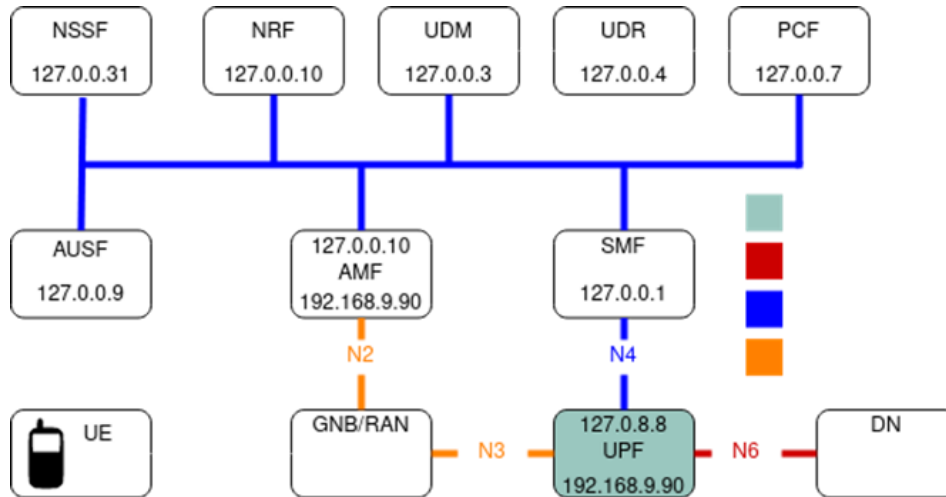 NSSF
127.0.0.31
NRF
127.0.0.10
UDM
127.0.0.3
UDR
127.0.0.4
PCF
127.0.0.7
AUSF
127.0.0.9
127.0.0.10
AMF
192.168.9.90
SMF
127.0.0.1
N2
N4
UE
GNB/RAN
N3
127.0.8.8
UPF
192.168.9.90
N6
DN